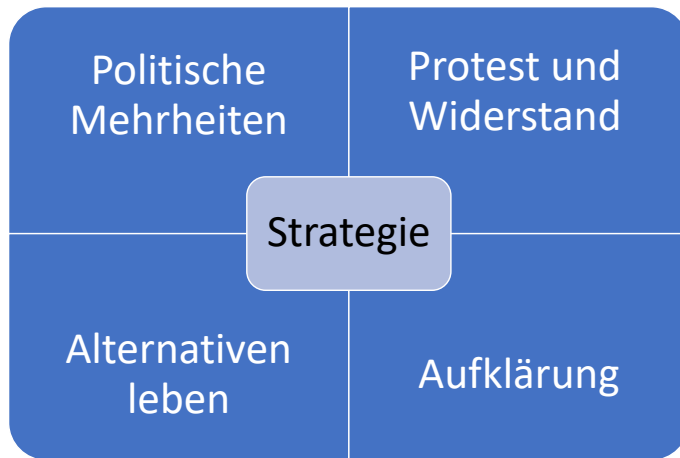 Politische
Mehrheiten
Protest und
Widerstand
Strategie
Alternativen
leben
Aufklärung